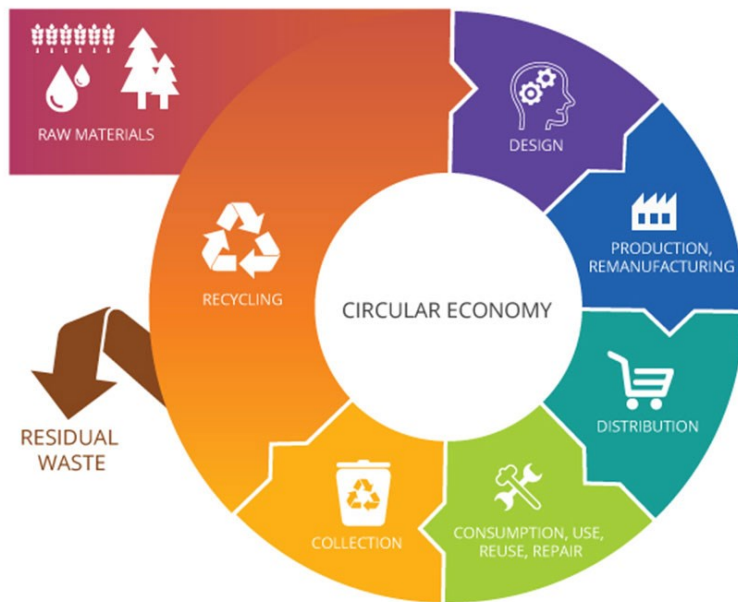 RAW MATERIALS
DESIGN
PRODUCTION,
REMANUFACTURING
RECYCLING
CIRCULAR ECONOMY
DISTRIBUTION
RESIDUAL
WASTE
COLLECTION
CONSUMPTION, USE,
REUSE, REPAIR